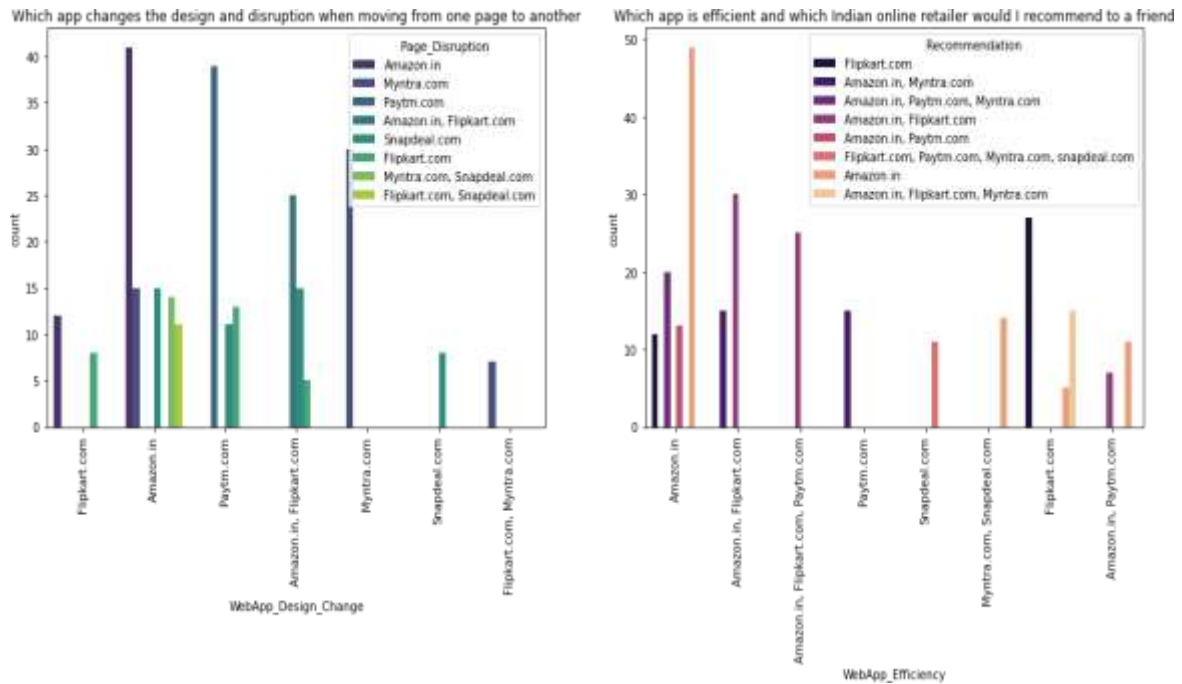 Which app changes the design and disruption when moving from one page to another
Page_Disruption
Amazon.in
Myntra.com
Paytm.com
Amazon.in, Flipkart.com
Snapdeal.com
Flipkart.com
Myntra.com, Snapdeal.com
Flipkart.com, Snapdeal.com
count
40
35
30
25
20
15
10
5
0
Flipkart.com
Amazon.in
Paytm.com
Amazon.in, Flipkart.com
Myntra.com
Snapdeal.com
Flipkart.com, Myntra.com
WebApp_Design_Change
Which app is efficient and which Indian online retailer would I recommend to a friend
Recommendation
Flipkart.com
Amazon.in, Myntra.com
Amazon.in, Paytm.com, Myntra.com
Amazon.in, Flipkart.com
Amazon.in, Paytm.com
Flipkart.com, Paytm.com, Myntra.com, snapdeal.com
Amazon.in
Amazon.in, Flipkart.com, Myntra.com
count
50
40
30
20
10
0
Amazon.in
Amazon.in, Flipkart.com
Amazon.in, Flipkart.com, Paytm.com
Paytm.com
Snapdeal.com
Myntra.com, Snapdeal.com
Flipkart.com
Amazon.in, Paytm.com
WebApp_Efficiency